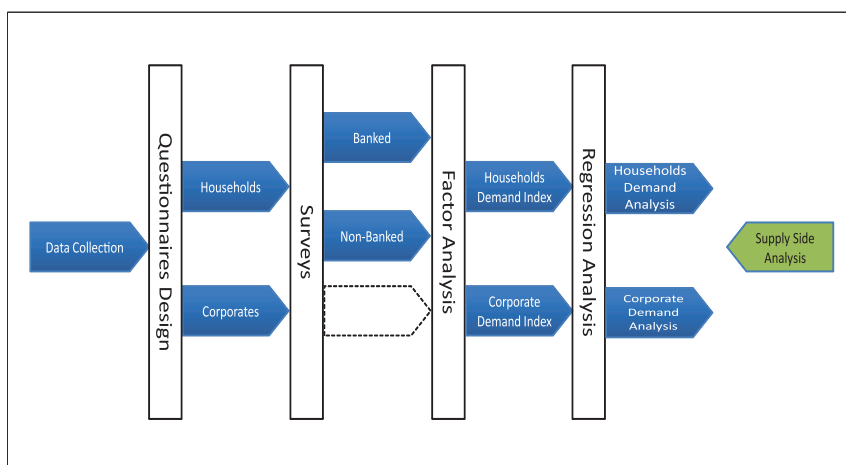 Data Collection
Questionnaires Design
Households
Corporates
Surveys
Banked
Non-Banked
Factor Analysis
Households
Demand Index
Corporate
Demand Index
Regression Analysis
Households
Demand
Analysis
Corporate
Demand
Analysis
Supply Side
Analysis